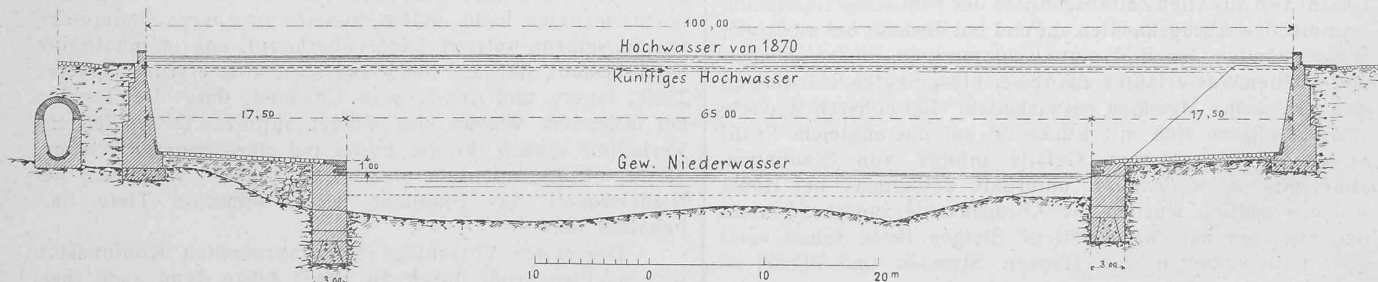 100,00
Hochwasser von 1870
Künftiges Hochwasser
17,50 65 00 17,50
1 00
Gew. Niederwasser
10 0 10 20 m
3,00 3,00